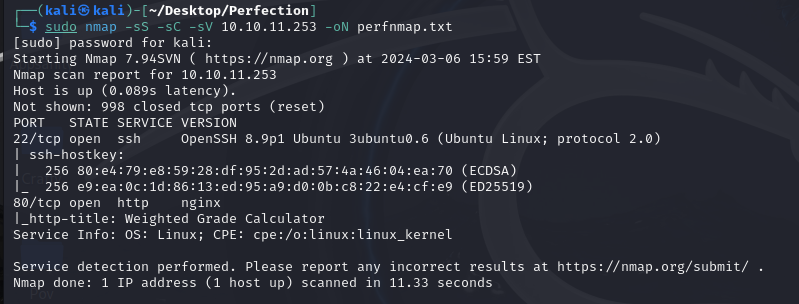 ┌──(kali㉿kali)-[~/Desktop/Perfection]
└─$ sudo nmap -sS -sC -sV 10.10.11.253 -oN perfnmap.txt
[sudo] password for kali:
Starting Nmap 7.94SVN ( https://nmap.org ) at 2024-03-06 15:59 EST
Nmap scan report for 10.10.11.253
Host is up (0.089s latency).
Not shown: 998 closed tcp ports (reset)
PORT   STATE SERVICE VERSION
22/tcp open  ssh     OpenSSH 8.9p1 Ubuntu 3ubuntu0.6 (Ubuntu Linux; protocol 2.0)
| ssh-hostkey:
|   256 80:e4:79:e8:59:28:df:95:2d:ad:57:4a:46:04:ea:70 (ECDSA)
|_  256 e9:ea:0c:1d:86:13:ed:95:a9:d0:0b:c8:22:e4:cf:e9 (ED25519)
80/tcp open  http    nginx
|_http-title: Weighted Grade Calculator
Service Info: OS: Linux; CPE: cpe:/o:linux:linux_kernel

Service detection performed. Please report any incorrect results at https://nmap.org/submit/ .
Nmap done: 1 IP address (1 host up) scanned in 11.33 seconds